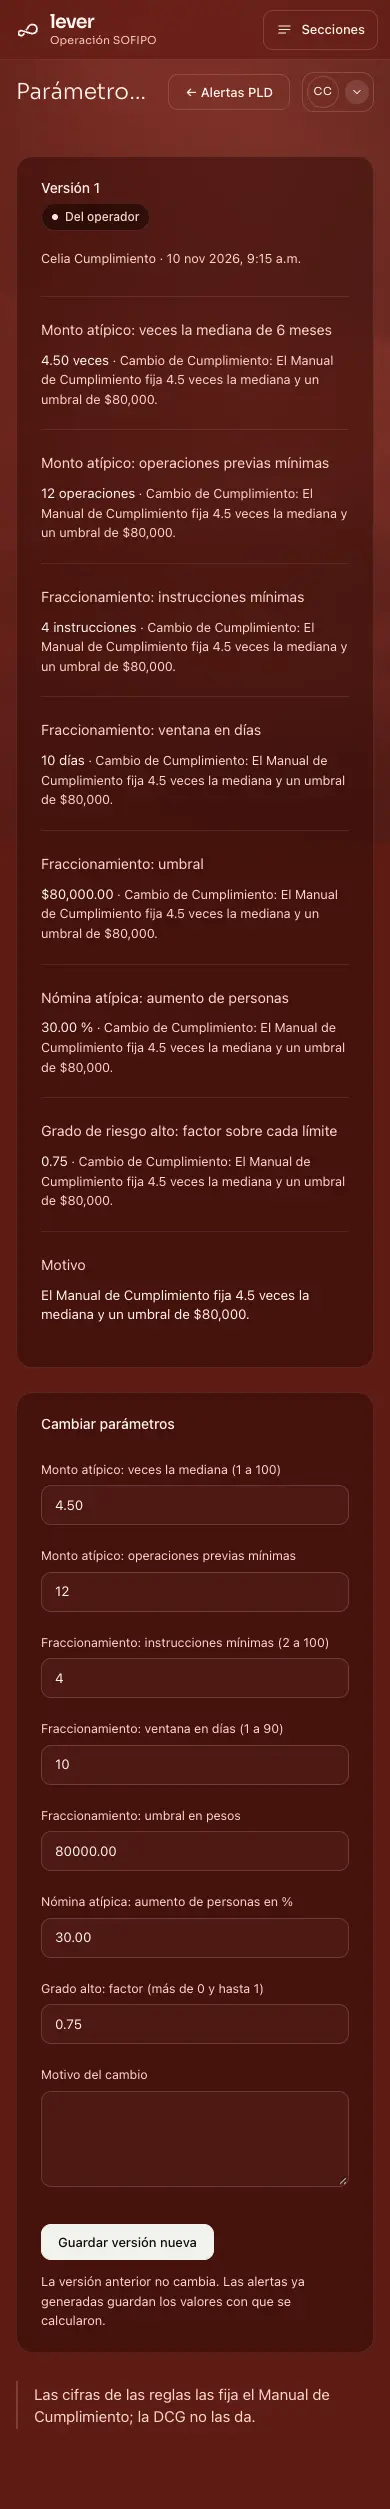 lever
Operación SOFIPO
Secciones
Parámetro...
← Alertas PLD
CC
Versión 1
Del operador
Celia Cumplimiento · 10 nov 2026, 9:15 a.m.
Monto atípico: veces la mediana de 6 meses
4.50 veces · Cambio de Cumplimiento: El Manual
de Cumplimiento fija 4.5 veces la mediana y un
umbral de $80,000.
Monto atípico: operaciones previas mínimas
12 operaciones · Cambio de Cumplimiento: El
Manual de Cumplimiento fija 4.5 veces la mediana y
un umbral de $80,000.
Fraccionamiento: instrucciones mínimas
4 instrucciones · Cambio de Cumplimiento: El
Manual de Cumplimiento fija 4.5 veces la mediana y
un umbral de $80,000.
Fraccionamiento: ventana en días
10 días · Cambio de Cumplimiento: El Manual de
Cumplimiento fija 4.5 veces la mediana y un umbral
de $80,000.
Fraccionamiento: umbral
$80,000.00 · Cambio de Cumplimiento: El Manual
de Cumplimiento fija 4.5 veces la mediana y un
umbral de $80,000.
Nómina atípica: aumento de personas
30.00 % · Cambio de Cumplimiento: El Manual de
Cumplimiento fija 4.5 veces la mediana y un umbral
de $80,000.
Grado de riesgo alto: factor sobre cada límite
0.75 · Cambio de Cumplimiento: El Manual de
Cumplimiento fija 4.5 veces la mediana y un umbral
de $80,000.
Motivo
El Manual de Cumplimiento fija 4.5 veces la
mediana y un umbral de $80,000.
Cambiar parámetros
Monto atípico: veces la mediana (1 a 100)
4.50
Monto atípico: operaciones previas mínimas
12
Fraccionamiento: instrucciones mínimas (2 a 100)
4
Fraccionamiento: ventana en días (1 a 90)
10
Fraccionamiento: umbral en pesos
80000.00
Nómina atípica: aumento de personas en %
30.00
Grado alto: factor (más de 0 y hasta 1)
0.75
Motivo del cambio
Guardar versión nueva
La versión anterior no cambia. Las alertas ya
generadas guardan los valores con que se
calcularon.
Las cifras de las reglas las fija el Manual de
Cumplimiento; la DCG no las da.